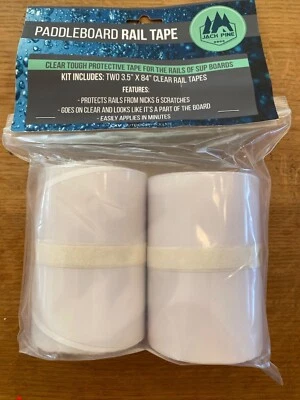 PADDLEBOARD RAIL TAPE
JACK PINE
CLEAR TOUGH PROTECTIVE TAPE FOR THE RAILS OF SUP BOARDS
KIT INCLUDES: TWO 3.5" X 84" CLEAR RAIL TAPES
FEATURES:
- PROTECTS RAILS FROM NICKS & SCRATCHES
- GOES ON CLEAR AND LOOKS LIKE IT'S A PART OF THE BOARD
- EASILY APPLIES IN MINUTES